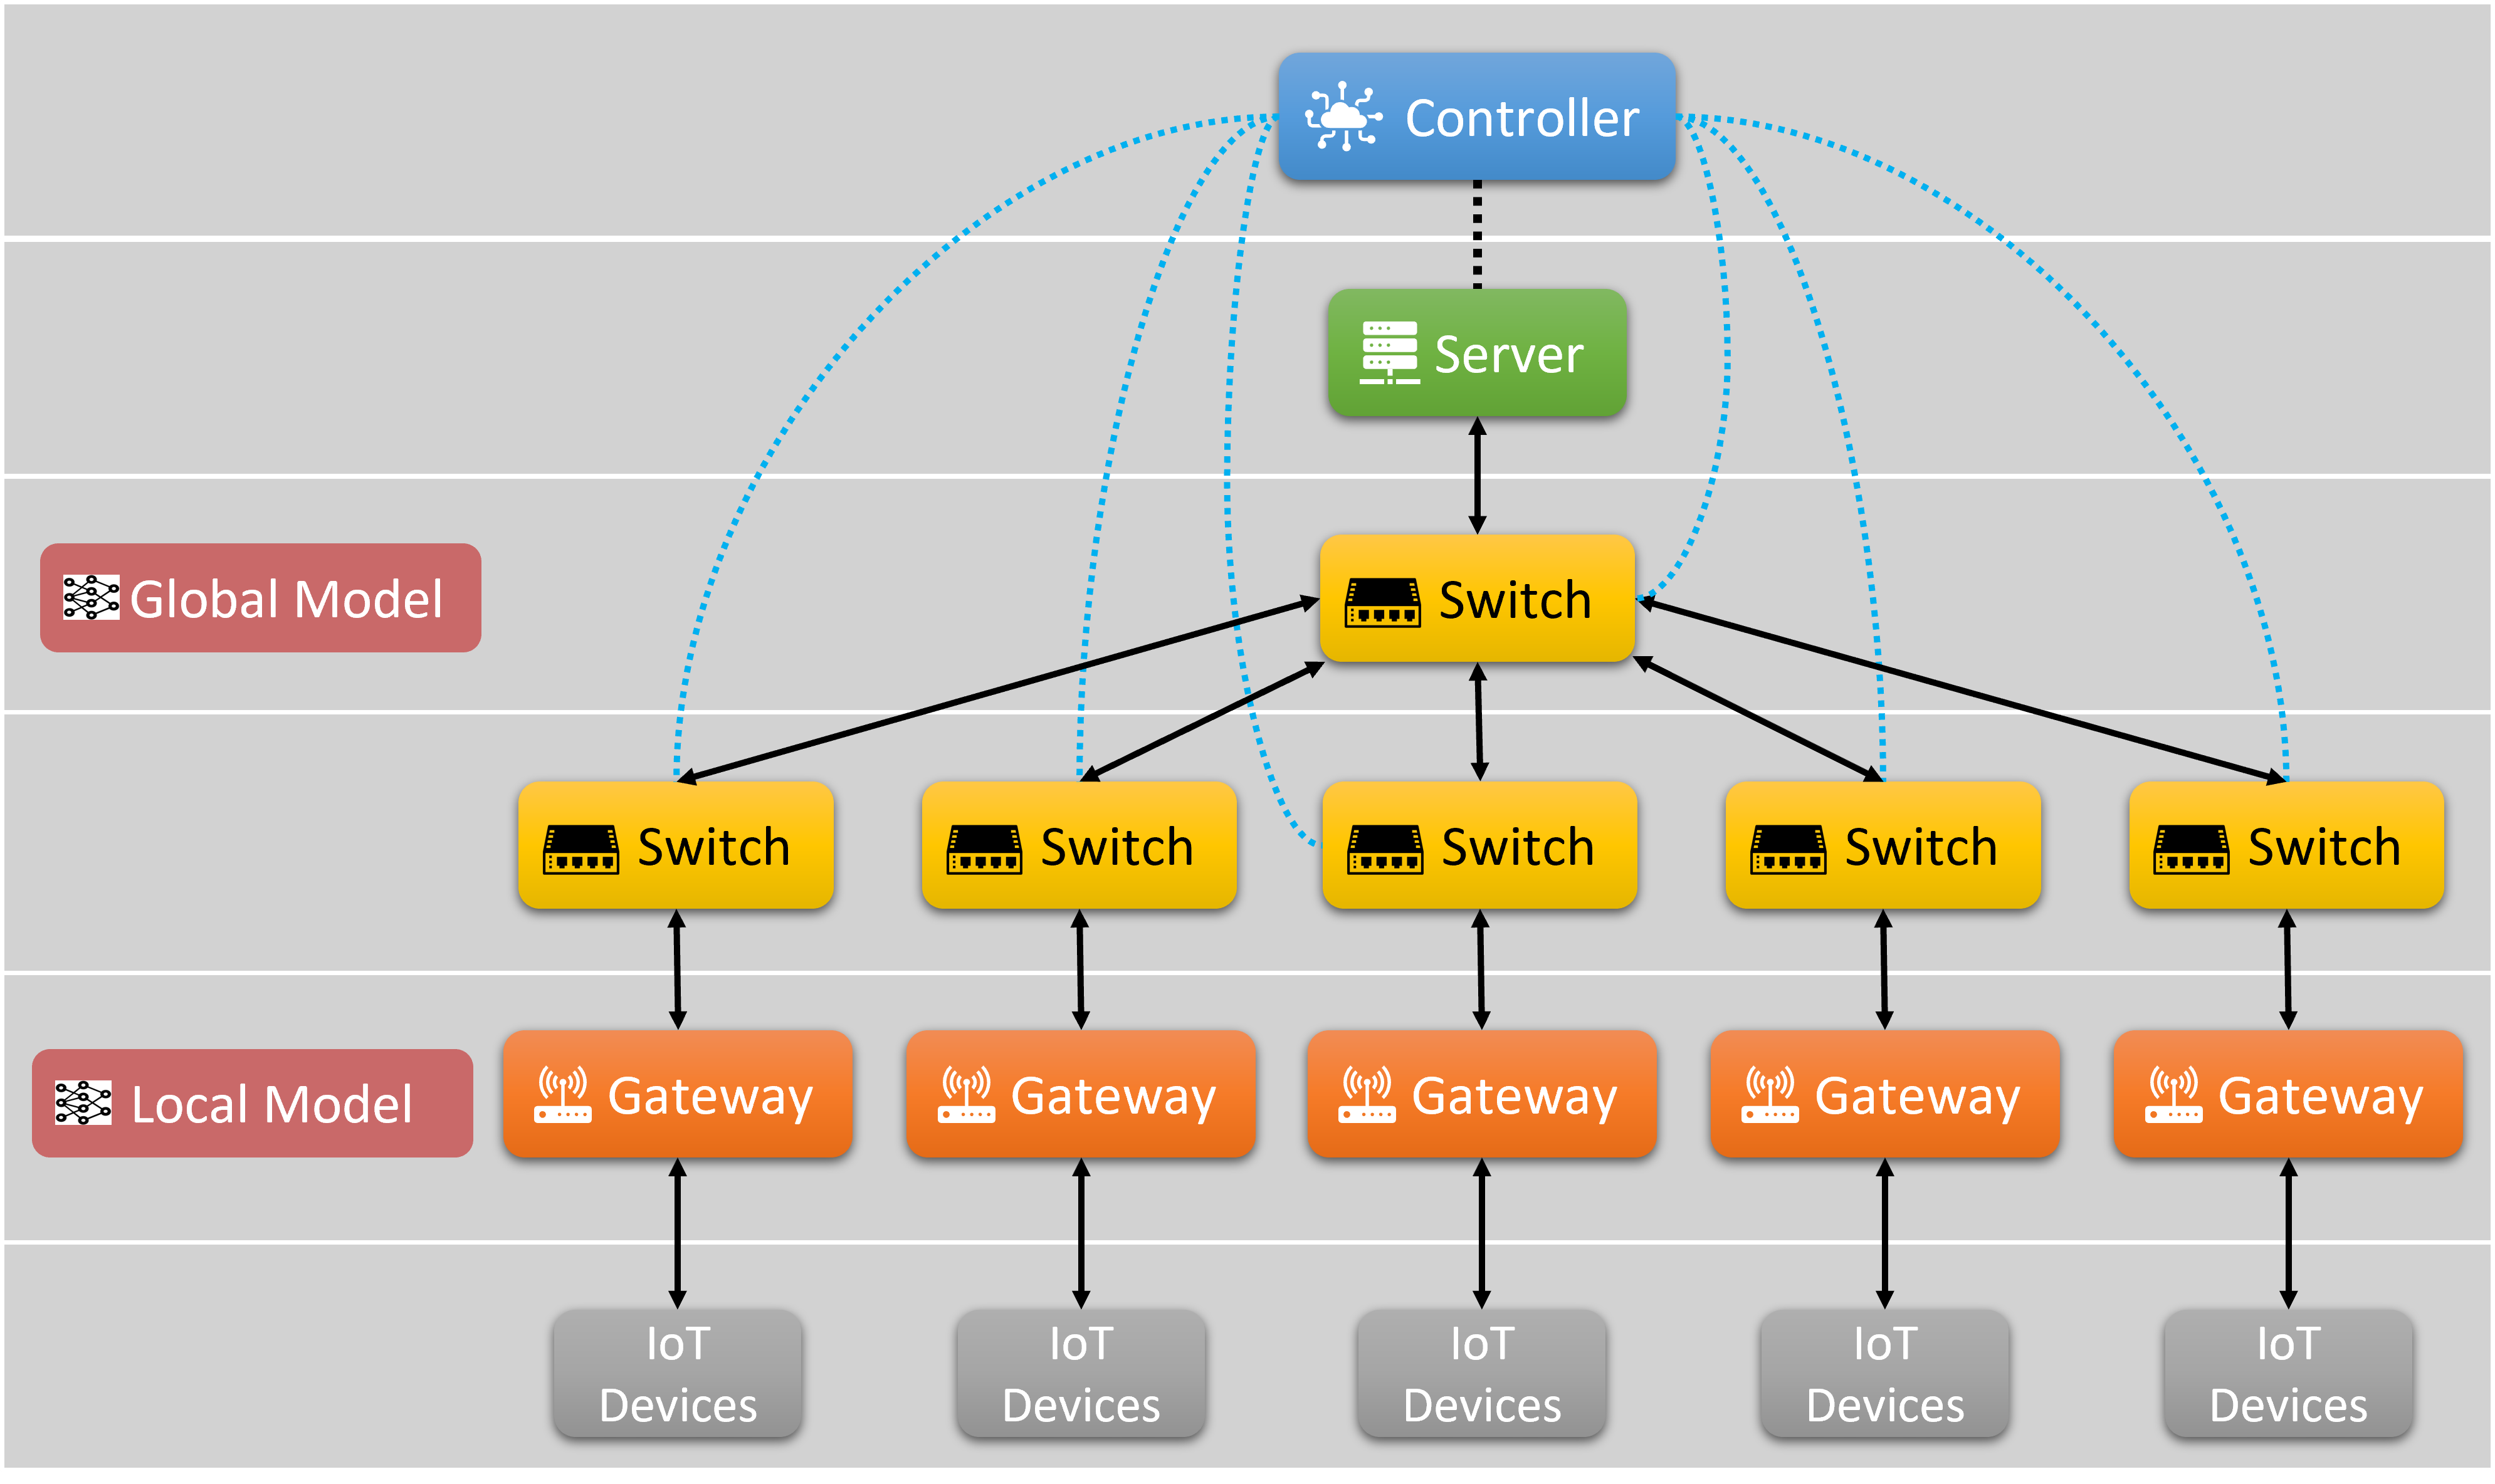 Controller
Server
Global Model
Switch
Switch
Switch
Switch
Switch
Switch
Local Model
Gateway
Gateway
Gateway
Gateway
Gateway
IoT
Devices
IoT
Devices
IoT
Devices
IoT
Devices
IoT
Devices